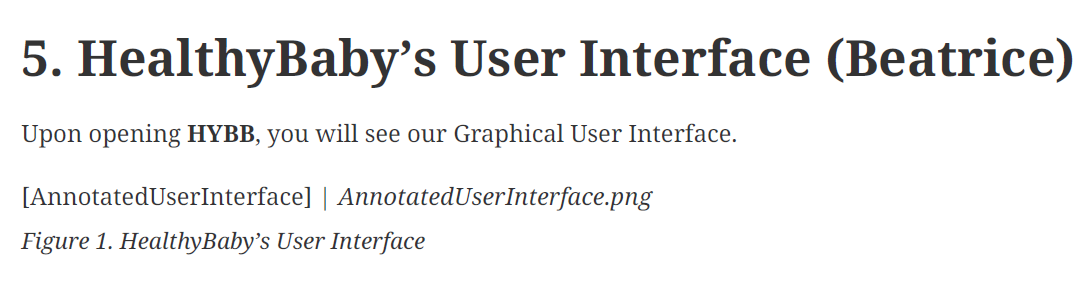 5. HealthyBaby’s User Interface (Beatrice)
Upon opening HYBB, you will see our Graphical User Interface.
[AnnotatedUserInterface] | AnnotatedUserInterface.png
Figure 1. HealthyBaby’s User Interface